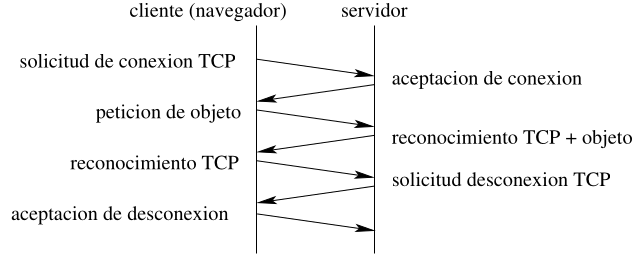 cliente (navegador) servidor
solicitud de conexion TCP
aceptacion de conexion
peticion de objeto
reconocimiento TCP + objeto
reconocimiento TCP
solicitud desconexion TCP
aceptacion de desconexion